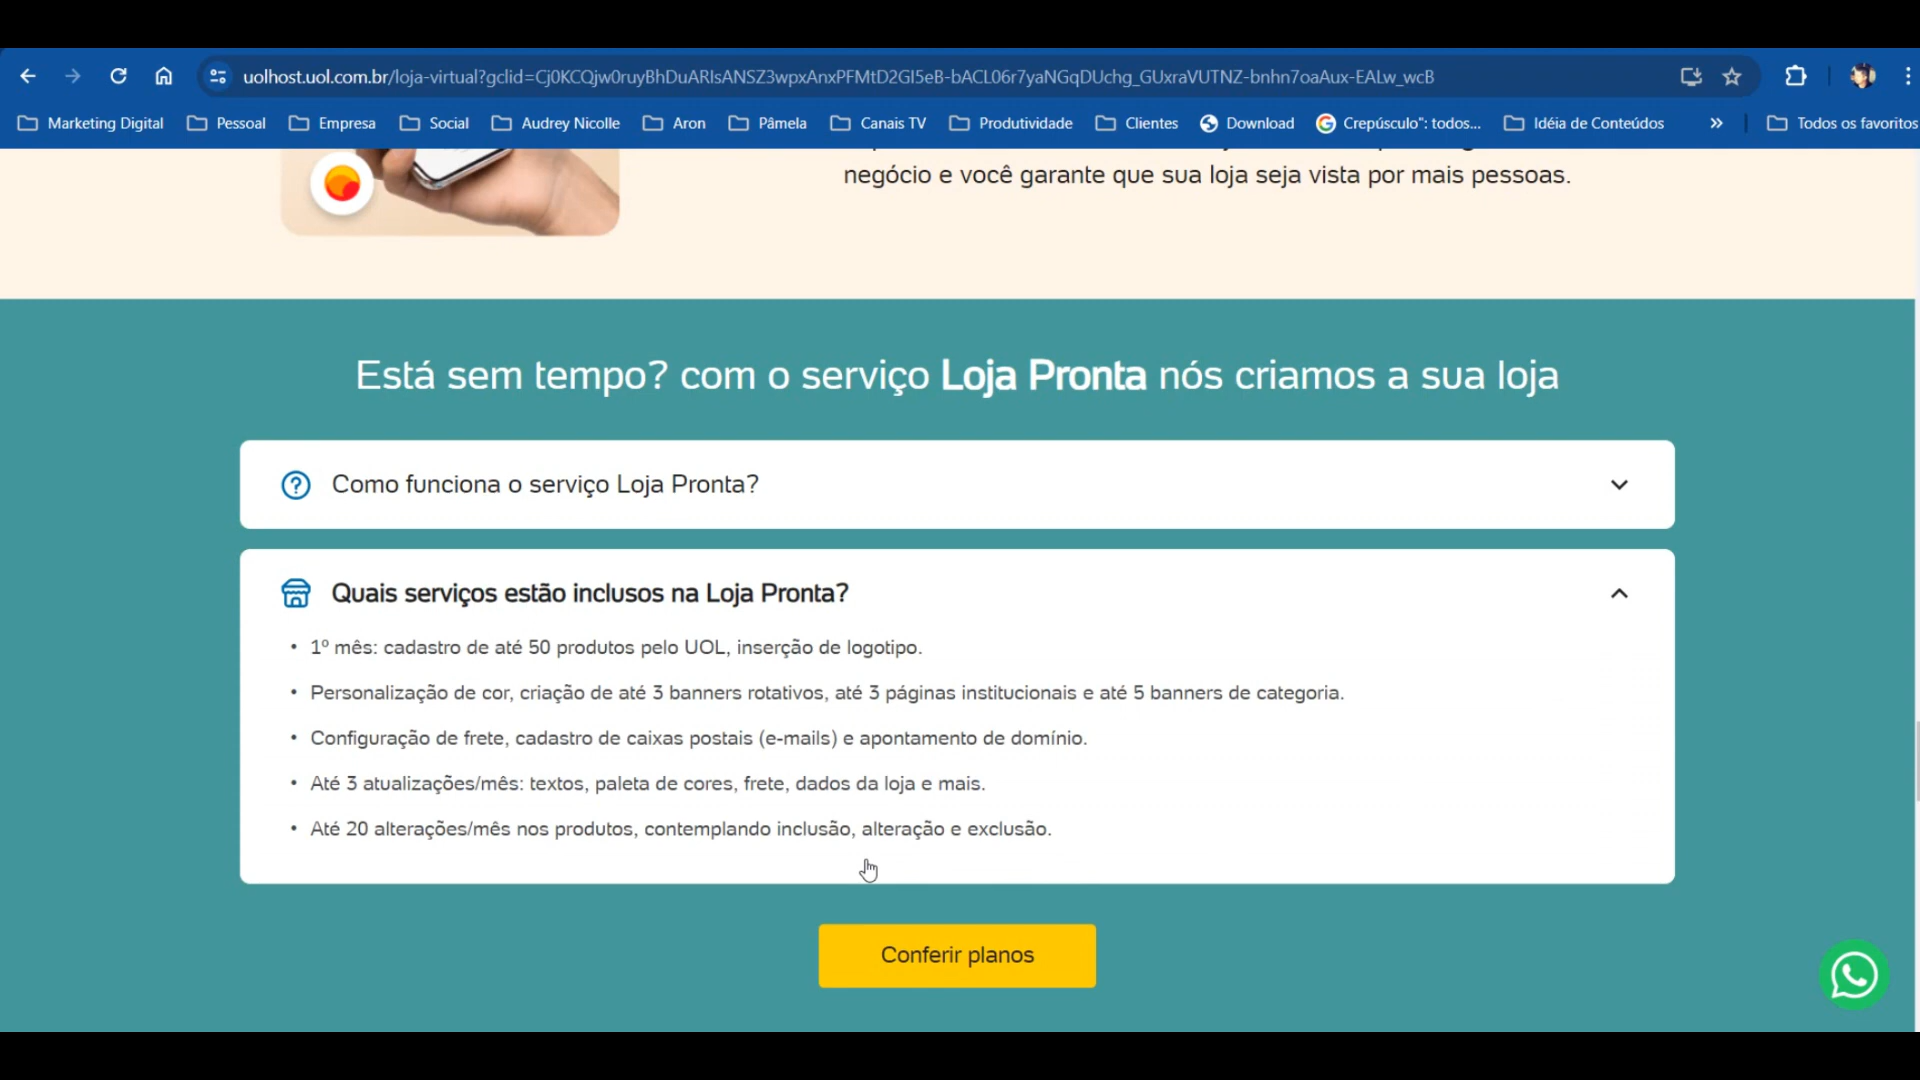 uolhost.uol.com.br/loja-virtual?gclid=Cj0KCQjw0ruyBhDuARIsANSZ3wpxAnxPFMtD2GI5eB-bACL06r7yaNGqDUchg_GUxraVUTNZ-bnhn7oaAux-EALw_wcB
Marketing Digital Pessoal Empresa Social Audrey Nicolle Aron Pâmela Canais TV Produtividade Clientes Download Crepúsculo": todos... Idéia de Conteúdos » Todos os favoritos
negócio e você garante que sua loja seja vista por mais pessoas.
Está sem tempo? com o serviço Loja Pronta nós criamos a sua loja
Como funciona o serviço Loja Pronta?
Quais serviços estão inclusos na Loja Pronta?
• 1º mês: cadastro de até 50 produtos pelo UOL, inserção de logotipo.
• Personalização de cor, criação de até 3 banners rotativos, até 3 páginas institucionais e até 5 banners de categoria.
• Configuração de frete, cadastro de caixas postais (e-mails) e apontamento de domínio.
• Até 3 atualizações/mês: textos, paleta de cores, frete, dados da loja e mais.
• Até 20 alterações/mês nos produtos, contemplando inclusão, alteração e exclusão.
Conferir planos